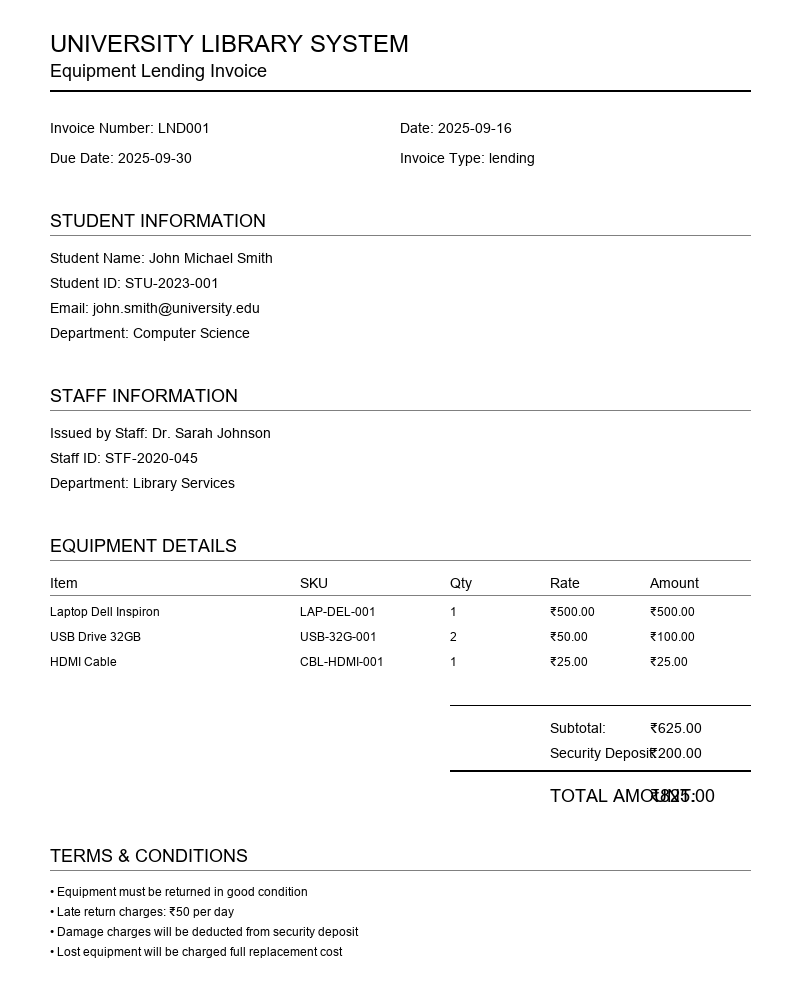 UNIVERSITY LIBRARY SYSTEM
Equipment Lending Invoice
Invoice Number: LND001 Date: 2025-09-16
Due Date: 2025-09-30 Invoice Type: lending
STUDENT INFORMATION
Student Name: John Michael Smith
Student ID: STU-2023-001
Email: john.smith@university.edu
Department: Computer Science
STAFF INFORMATION
Issued by Staff: Dr. Sarah Johnson
Staff ID: STF-2020-045
Department: Library Services
EQUIPMENT DETAILS
Item SKU Qty Rate Amount
Laptop Dell Inspiron LAP-DEL-001 1 ₹500.00 ₹500.00
USB Drive 32GB USB-32G-001 2 ₹50.00 ₹100.00
HDMI Cable CBL-HDMI-001 1 ₹25.00 ₹25.00
Subtotal: ₹625.00
Security Deposit ₹200.00
TOTAL AMOUNT: ₹825.00
TERMS & CONDITIONS
• Equipment must be returned in good condition
• Late return charges: ₹50 per day
• Damage charges will be deducted from security deposit
• Lost equipment will be charged full replacement cost